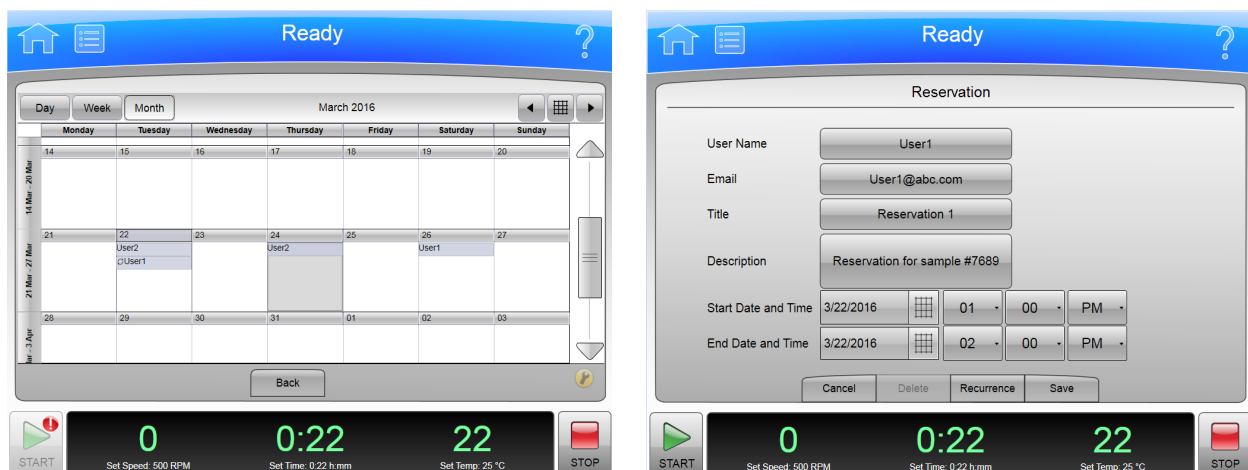 Ready
?
Day Week Month March 2016
Monday Tuesday Wednesday Thursday Friday Saturday Sunday
14 Mar - 20 Mar
14 15 16 17 18 19 20
21 Mar - 27 Mar
21 22 23 24 25 26 27
User2 User2 User1
User1
ar - 3 Apr
28 29 30 31 01 02 03
Back
START
0 0:22 22
Set Speed: 500 RPM Set Time: 0:22 h:mm Set Temp: 25 °C
STOP
Ready
?
Reservation
User Name User1
Email User1@abc.com
Title Reservation 1
Description Reservation for sample #7689
Start Date and Time 3/22/2016 01 00 PM
End Date and Time 3/22/2016 02 00 PM
Cancel Delete Recurrence Save
START
0 0:22 22
Set Speed: 500 RPM Set Time: 0:22 h:mm Set Temp: 25 °C
STOP